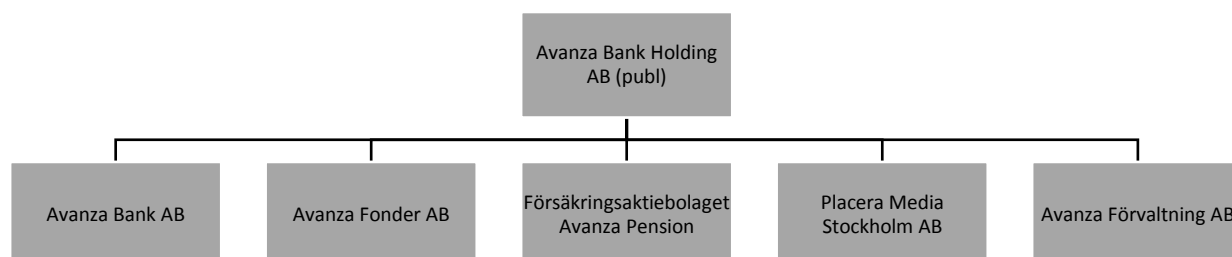 Avanza Bank Holding
AB (publ)
Avanza Bank AB
Avanza Fonder AB
Försäkringsaktiebolaget
Avanza Pension
Placera Media
Stockholm AB
Avanza Förvaltning AB